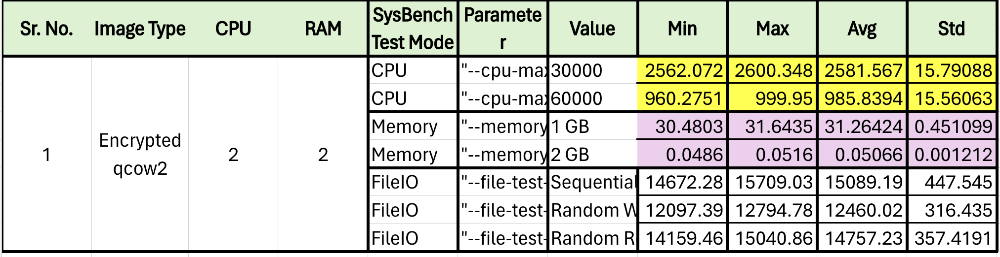 Sr. No. Image Type CPU RAM SysBench Test Mode Parameter Value Min Max Avg Std
1 Encrypted qcow2 2 2
CPU "--cpu-max 30000 2562.072 2600.348 2581.567 15.79088
CPU "--cpu-max 60000 960.2751 999.95 985.8394 15.56063
Memory "--memory 1 GB 30.4803 31.6435 31.26424 0.451099
Memory "--memory 2 GB 0.0486 0.0516 0.05066 0.001212
FileIO "--file-test- Sequential 14672.28 15709.03 15089.19 447.545
FileIO "--file-test- Random W 12097.39 12794.78 12460.02 316.435
FileIO "--file-test- Random R 14159.46 15040.86 14757.23 357.4191